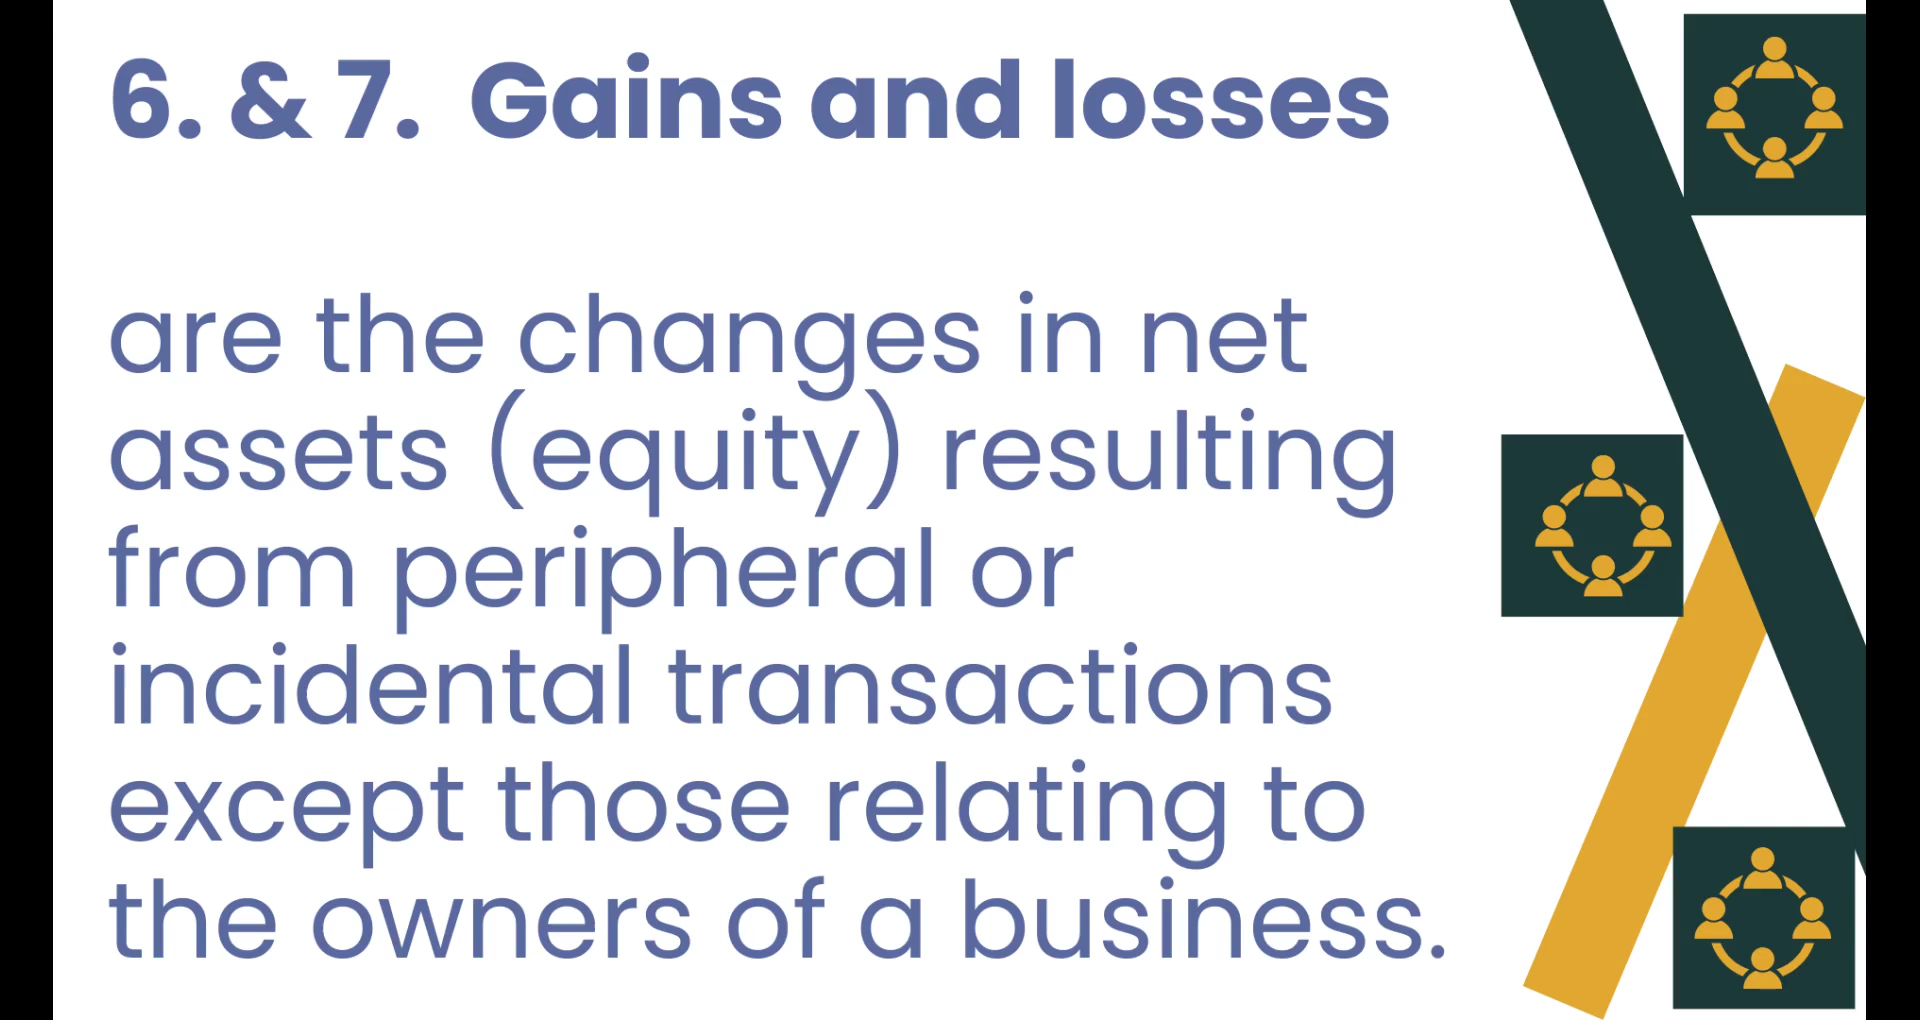 6. & 7. Gains and losses
are the changes in net
assets (equity) resulting
from peripheral or
incidental transactions
except those relating to
the owners of a business.